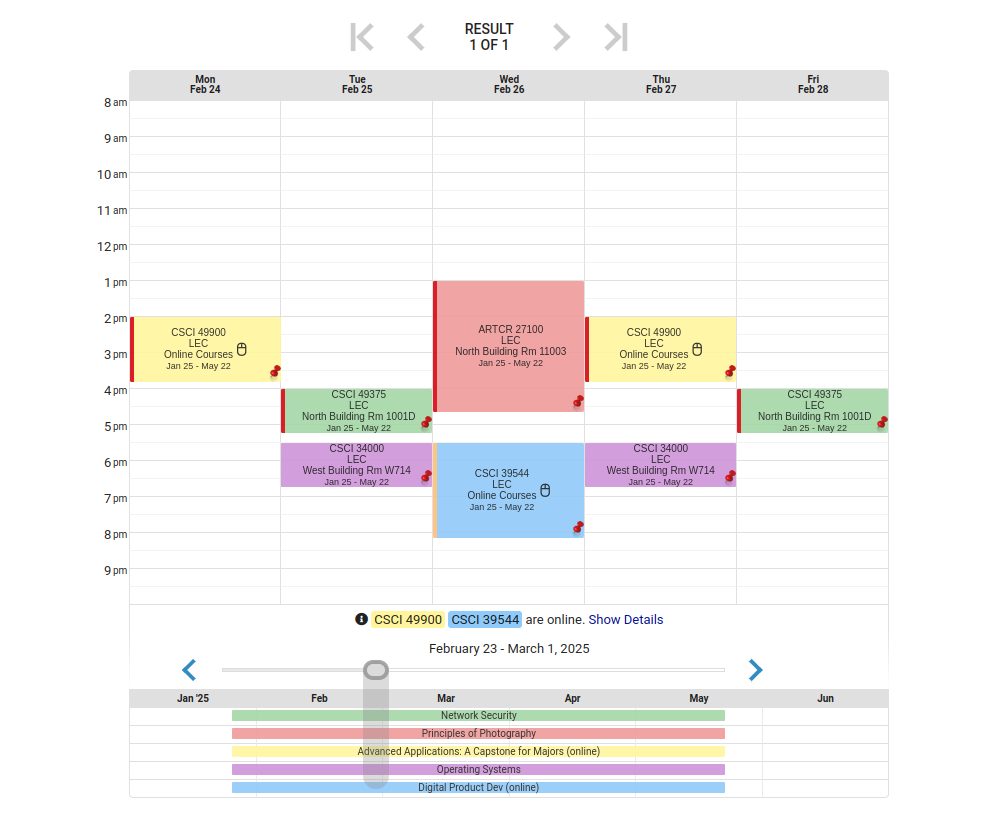 RESULT
1 OF 1
Mon
Feb 24
Tue
Feb 25
Wed
Feb 26
Thu
Feb 27
Fri
Feb 28
8 am
9 am
10 am
11 am
12 pm
1 pm
2 pm
3 pm
4 pm
5 pm
6 pm
7 pm
8 pm
9 pm
CSCI 49900
LEC
Online Courses
Jan 25 - May 22
CSCI 49375
LEC
North Building Rm 1001D
Jan 25 - May 22
CSCI 34000
LEC
West Building Rm W714
Jan 25 - May 22
ARTCR 27100
LEC
North Building Rm 11003
Jan 25 - May 22
CSCI 39544
LEC
Online Courses
Jan 25 - May 22
CSCI 49900
LEC
Online Courses
Jan 25 - May 22
CSCI 34000
LEC
West Building Rm W714
Jan 25 - May 22
CSCI 49375
LEC
North Building Rm 1001D
Jan 25 - May 22
CSCI 49900 CSCI 39544 are online. Show Details
February 23 - March 1, 2025
Jan '25 Feb Mar Apr May Jun
Network Security
Principles of Photography
Advanced Applications: A Capstone for Majors (online)
Operating Systems
Digital Product Dev (online)